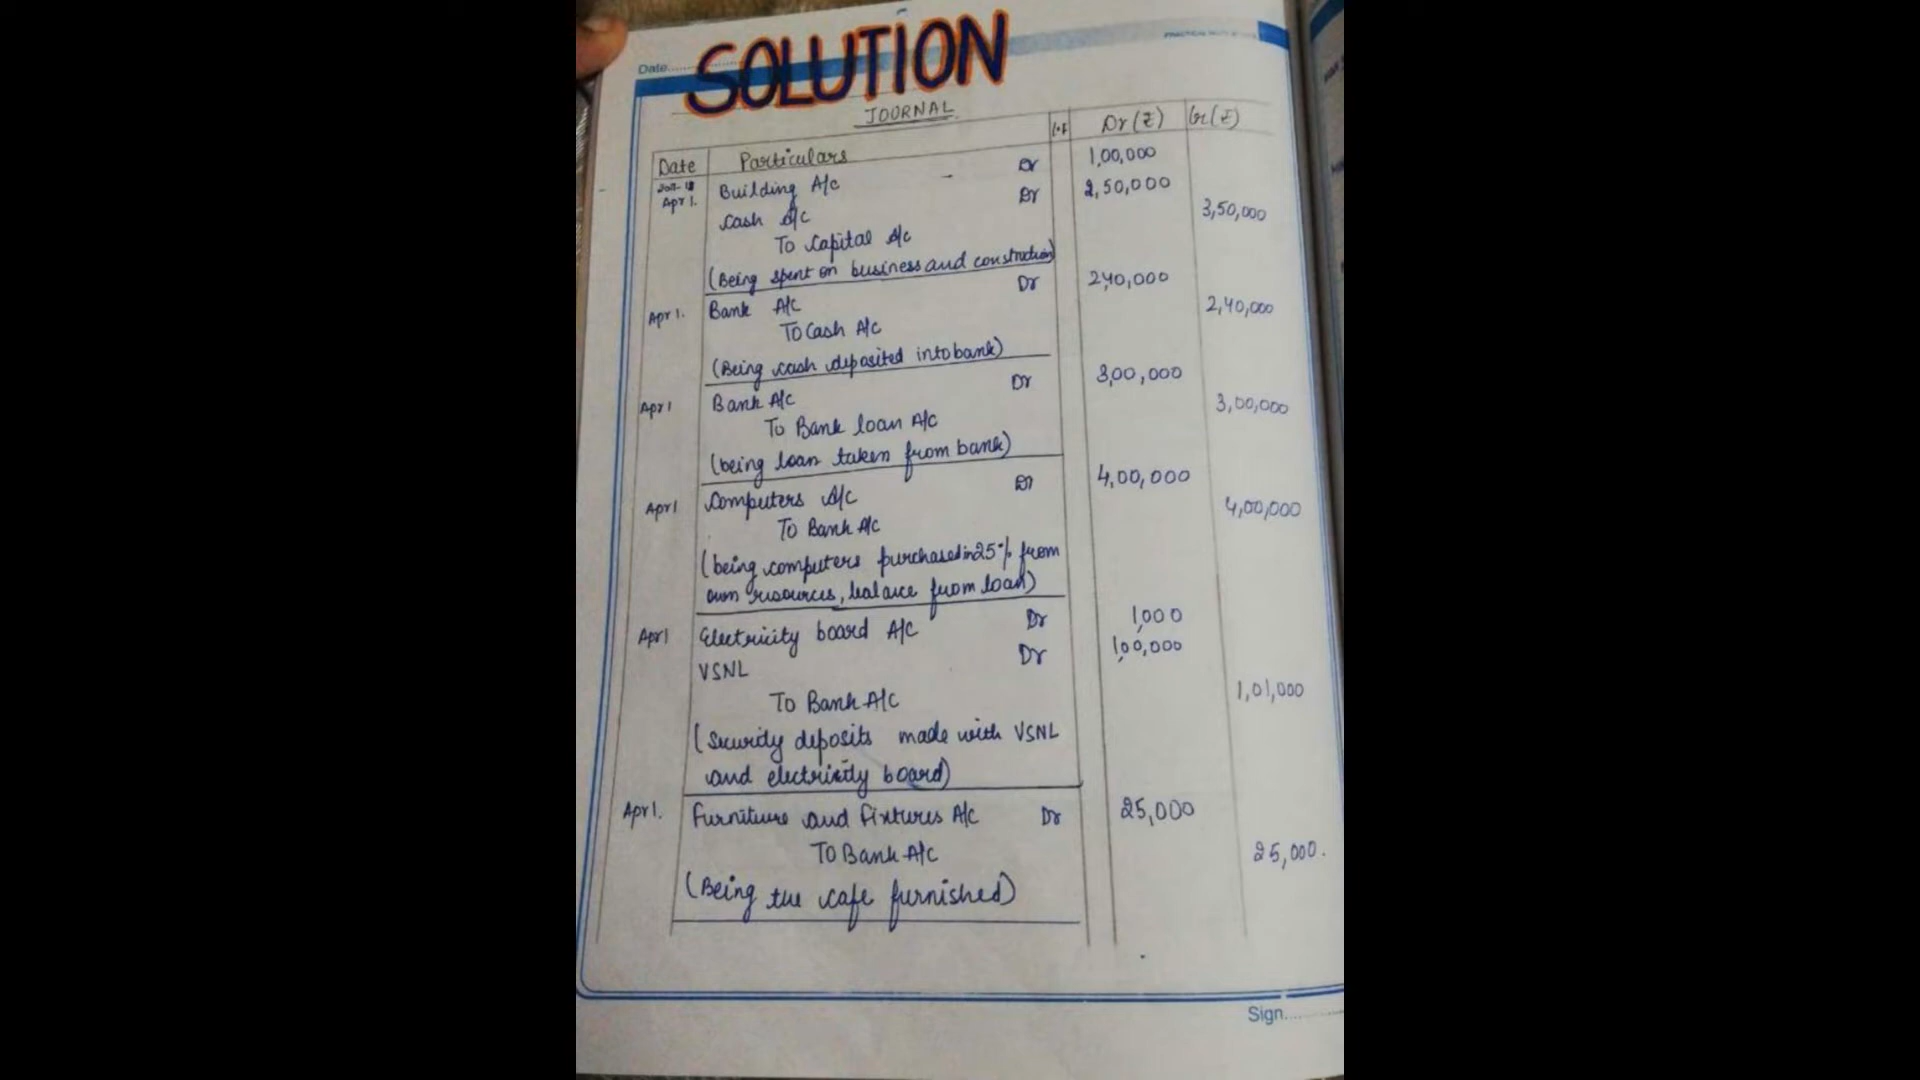 Date..........
SOLUTION
JOURNAL
Date Particulars L.F Dr (₹) Cr (₹)
Apr 1. Building A/c Dr 1,00,000
Cash A/c Dr 2,50,000
To Capital A/c 3,50,000
(Being spent on business and construction)
Apr 1. Bank A/c Dr 2,40,000
To Cash A/c 2,40,000
(Being cash deposited into bank)
Apr 1 Bank A/c Dr 3,00,000
To Bank loan A/c 3,00,000
(being loan taken from bank)
Apr 1 Computers A/c Dr 4,00,000
To Bank A/c 4,00,000
(being computers purchased in 25% from
own resources, balance from loan)
Apr 1 Electricity board A/c Dr 1,000
VSNL Dr 1,00,000
To Bank A/c 1,01,000
(Security deposits made with VSNL
and electricity board)
Apr 1. Furniture and Fixtures A/c Dr 25,000
To Bank A/c 25,000.
(Being the cafe furnished)
Sign..........